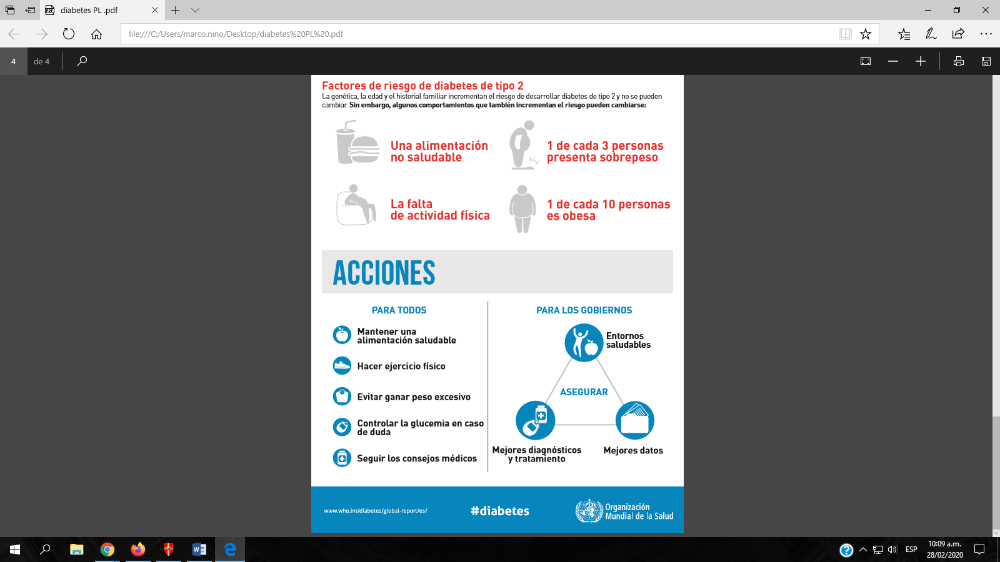 diabetes PL .pdf
file:///C:/Users/marco.nino/Desktop/diabetes%20PL%20.pdf
4 de 4
Factores de riesgo de diabetes de tipo 2
La genética, la edad y el historial familiar incrementan el riesgo de desarrollar diabetes de tipo 2 y no se pueden
cambiar. Sin embargo, algunos comportamientos que también incrementan el riesgo pueden cambiarse:
Una alimentación
no saludable
1 de cada 3 personas
presenta sobrepeso
La falta
de actividad física
1 de cada 10 personas
es obesa
ACCIONES
PARA TODOS
Mantener una
alimentación saludable
Hacer ejercicio físico
Evitar ganar peso excesivo
Controlar la glucemia en caso
de duda
Seguir los consejos médicos
PARA LOS GOBIERNOS
Entornos
saludables
ASEGURAR
Mejores diagnósticos
y tratamiento
Mejores datos
www.who.int/diabetes/global-report/es/
#diabetes
Organización
Mundial de la Salud
ESP
10:09 a.m.
28/02/2020